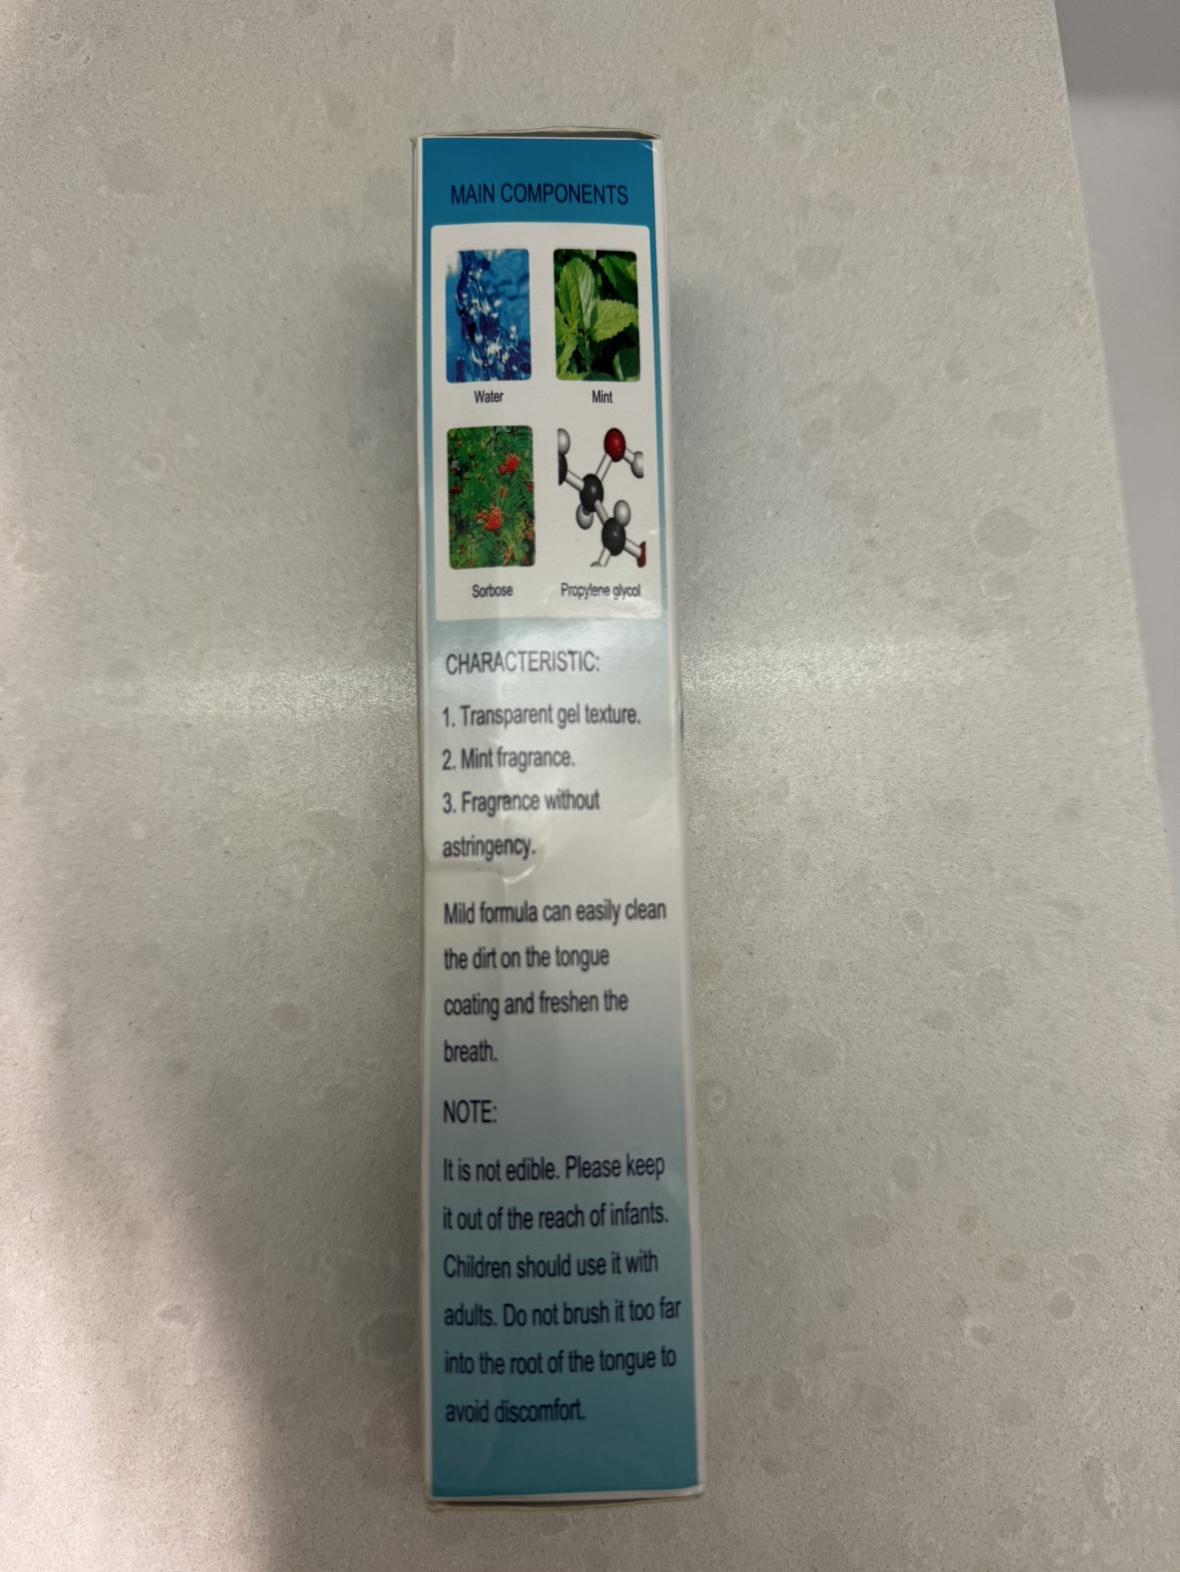 MAIN COMPONENTS
Water Mint
Sorbose Propylene glycol
CHARACTERISTIC:
1. Transparent gel texture.
2. Mint fragrance.
3. Fragrance without
astringency.
Mild formula can easily clean
the dirt on the tongue
coating and freshen the
breath.
NOTE:
It is not edible. Please keep
it out of the reach of infants.
Children should use it with
adults. Do not brush it too far
into the root of the tongue to
avoid discomfort.